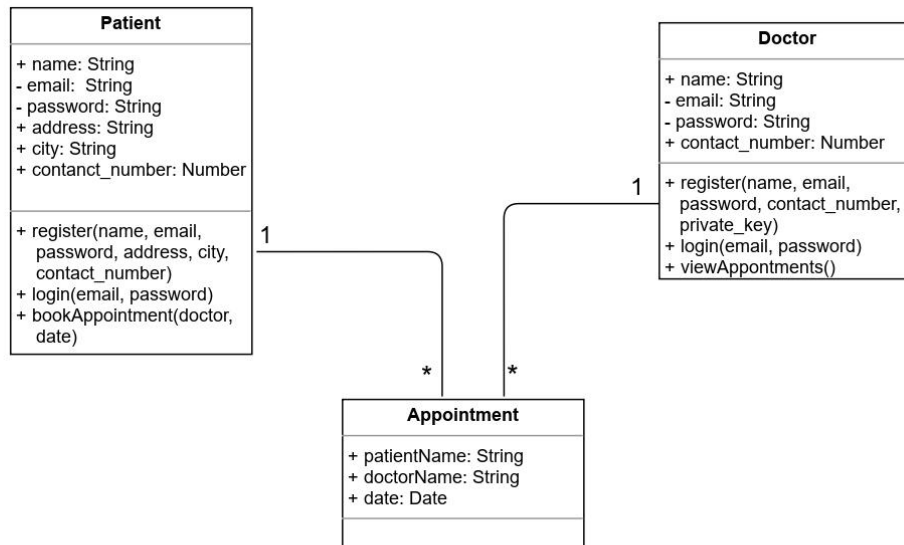 Patient
+ name: String
- email: String
- password: String
+ address: String
+ city: String
+ contanct_number: Number
+ register(name, email,
password, address, city,
contact_number)
+ login(email, password)
+ bookAppointment(doctor,
date)
Doctor
+ name: String
- email: String
- password: String
+ contact_number: Number
+ register(name, email,
password, contact_number,
private_key)
+ login(email, password)
+ viewAppontments()
1
1
*
*
Appointment
+ patientName: String
+ doctorName: String
+ date: Date